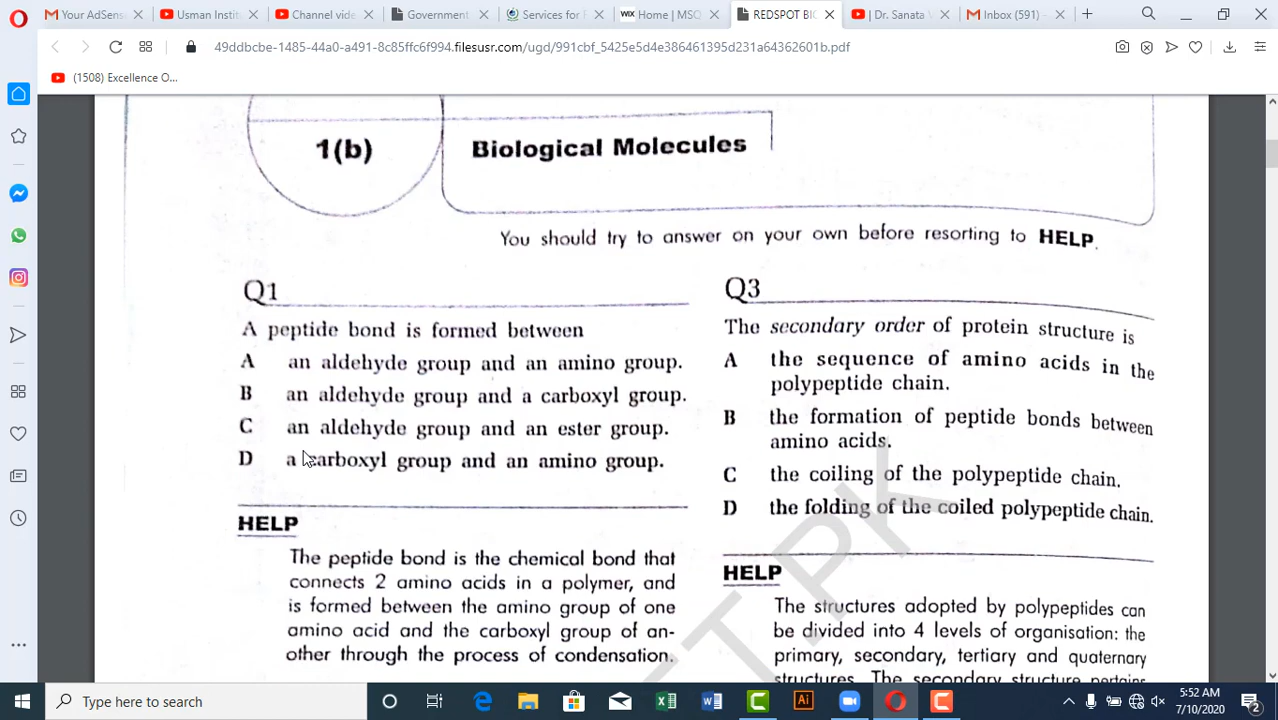 Your AdSens
Usman Instit
Channel vide
Government
Services for F
WIX Home | MSQ
REDSPOT BIO
Dr. Sanata V
Inbox (591) -
49ddbcbe-1485-44a0-a491-8c85ffc6f994.filesusr.com/ugd/991cbf_5425e5d4e386461395d231a64362601b.pdf
(1508) Excellence O...
1(b)
Biological Molecules
You should try to answer on your own before resorting to HELP.
Q1
A peptide bond is formed between
A an aldehyde group and an amino group.
B an aldehyde group and a carboxyl group.
C an aldehyde group and an ester group.
D a carboxyl group and an amino group.
HELP
The peptide bond is the chemical bond that
connects 2 amino acids in a polymer, and
is formed between the amino group of one
amino acid and the carboxyl group of an-
other through the process of condensation.
Q3
The secondary order of protein structure is
A the sequence of amino acids in the
polypeptide chain.
B the formation of peptide bonds between
amino acids.
C the coiling of the polypeptide chain.
D the folding of the coiled polypeptide chain.
HELP
The structures adopted by polypeptides can
be divided into 4 levels of organisation: the
primary, secondary, tertiary and quaternary
structures. The secondary structure pertains
T.PK
Type here to search
5:52 AM
7/10/2020
2